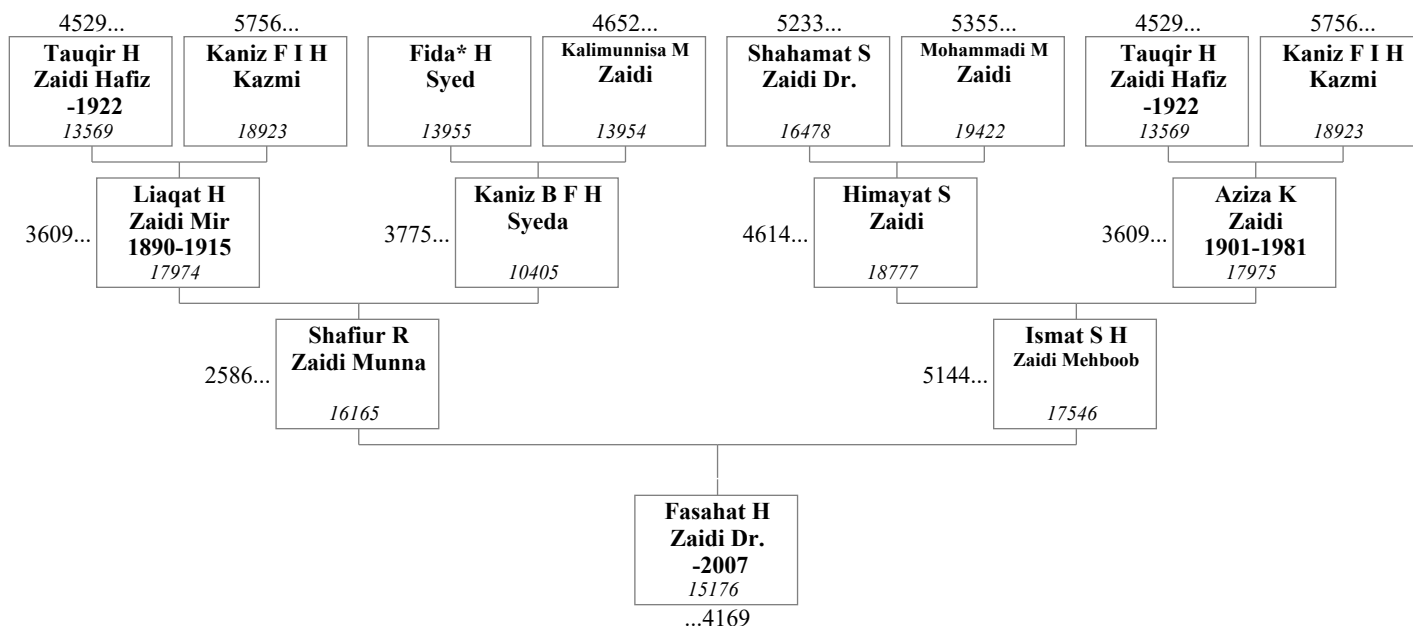 4529...
5756...
4652...
5233...
5355...
4529...
5756...
Tauqir H
Zaidi Hafiz
-1922
13569
Kaniz F I H
Kazmi
18923
Fida* H
Syed
13955
Kalimunnisa M
Zaidi
13954
Shahamat S
Zaidi Dr.
16478
Mohammadi M
Zaidi
19422
Tauqir H
Zaidi Hafiz
-1922
13569
Kaniz F I H
Kazmi
18923
3609...
Liaqat H
Zaidi Mir
1890-1915
17974
3775...
Kaniz B F H
Syeda
10405
4614...
Himayat S
Zaidi
18777
3609...
Aziza K
Zaidi
1901-1981
17975
2586...
Shafiur R
Zaidi Munna
16165
5144...
Ismat S H
Zaidi Mehboob
17546
Fasahat H
Zaidi Dr.
-2007
15176
...4169